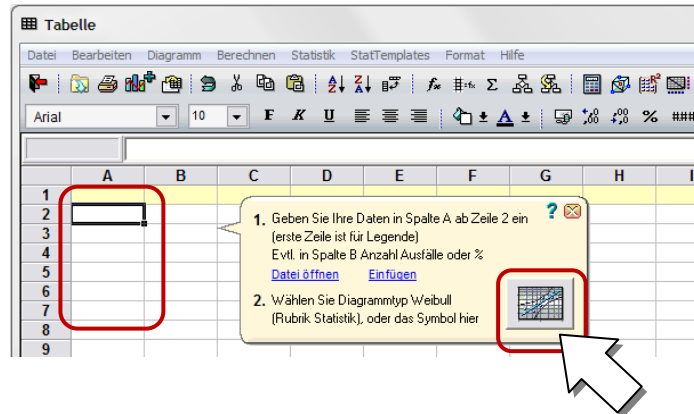 Tabelle
Datei Bearbeiten Diagramm Berechnen Statistik StatTemplates Format Hilfe
Arial 10 F K U A % ###
A B C D E F G H
1
2
3
4
5
6
7
8
9
1. Geben Sie Ihre Daten in Spalte A ab Zeile 2 ein ?
(erste Zeile ist für Legende)
Evtl. in Spalte B Anzahl Ausfälle oder %
Datei öffnen Einfügen
2. Wählen Sie Diagrammtyp Weibull
(Rubrik Statistik), oder das Symbol hier